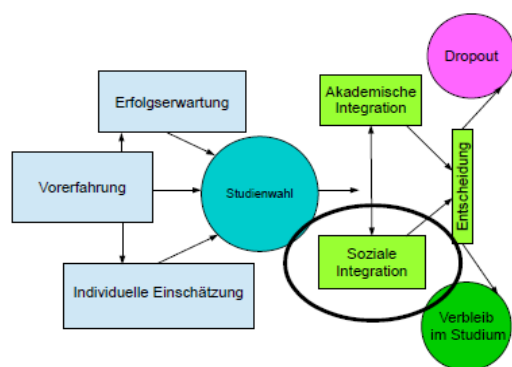 Dropout
Akademische
Integration
Erfolgserwartung
Vorerfahrung
Studienwahl
Entscheidung
Soziale
Integration
Individuelle Einschätzung
Verbleib
im Studium